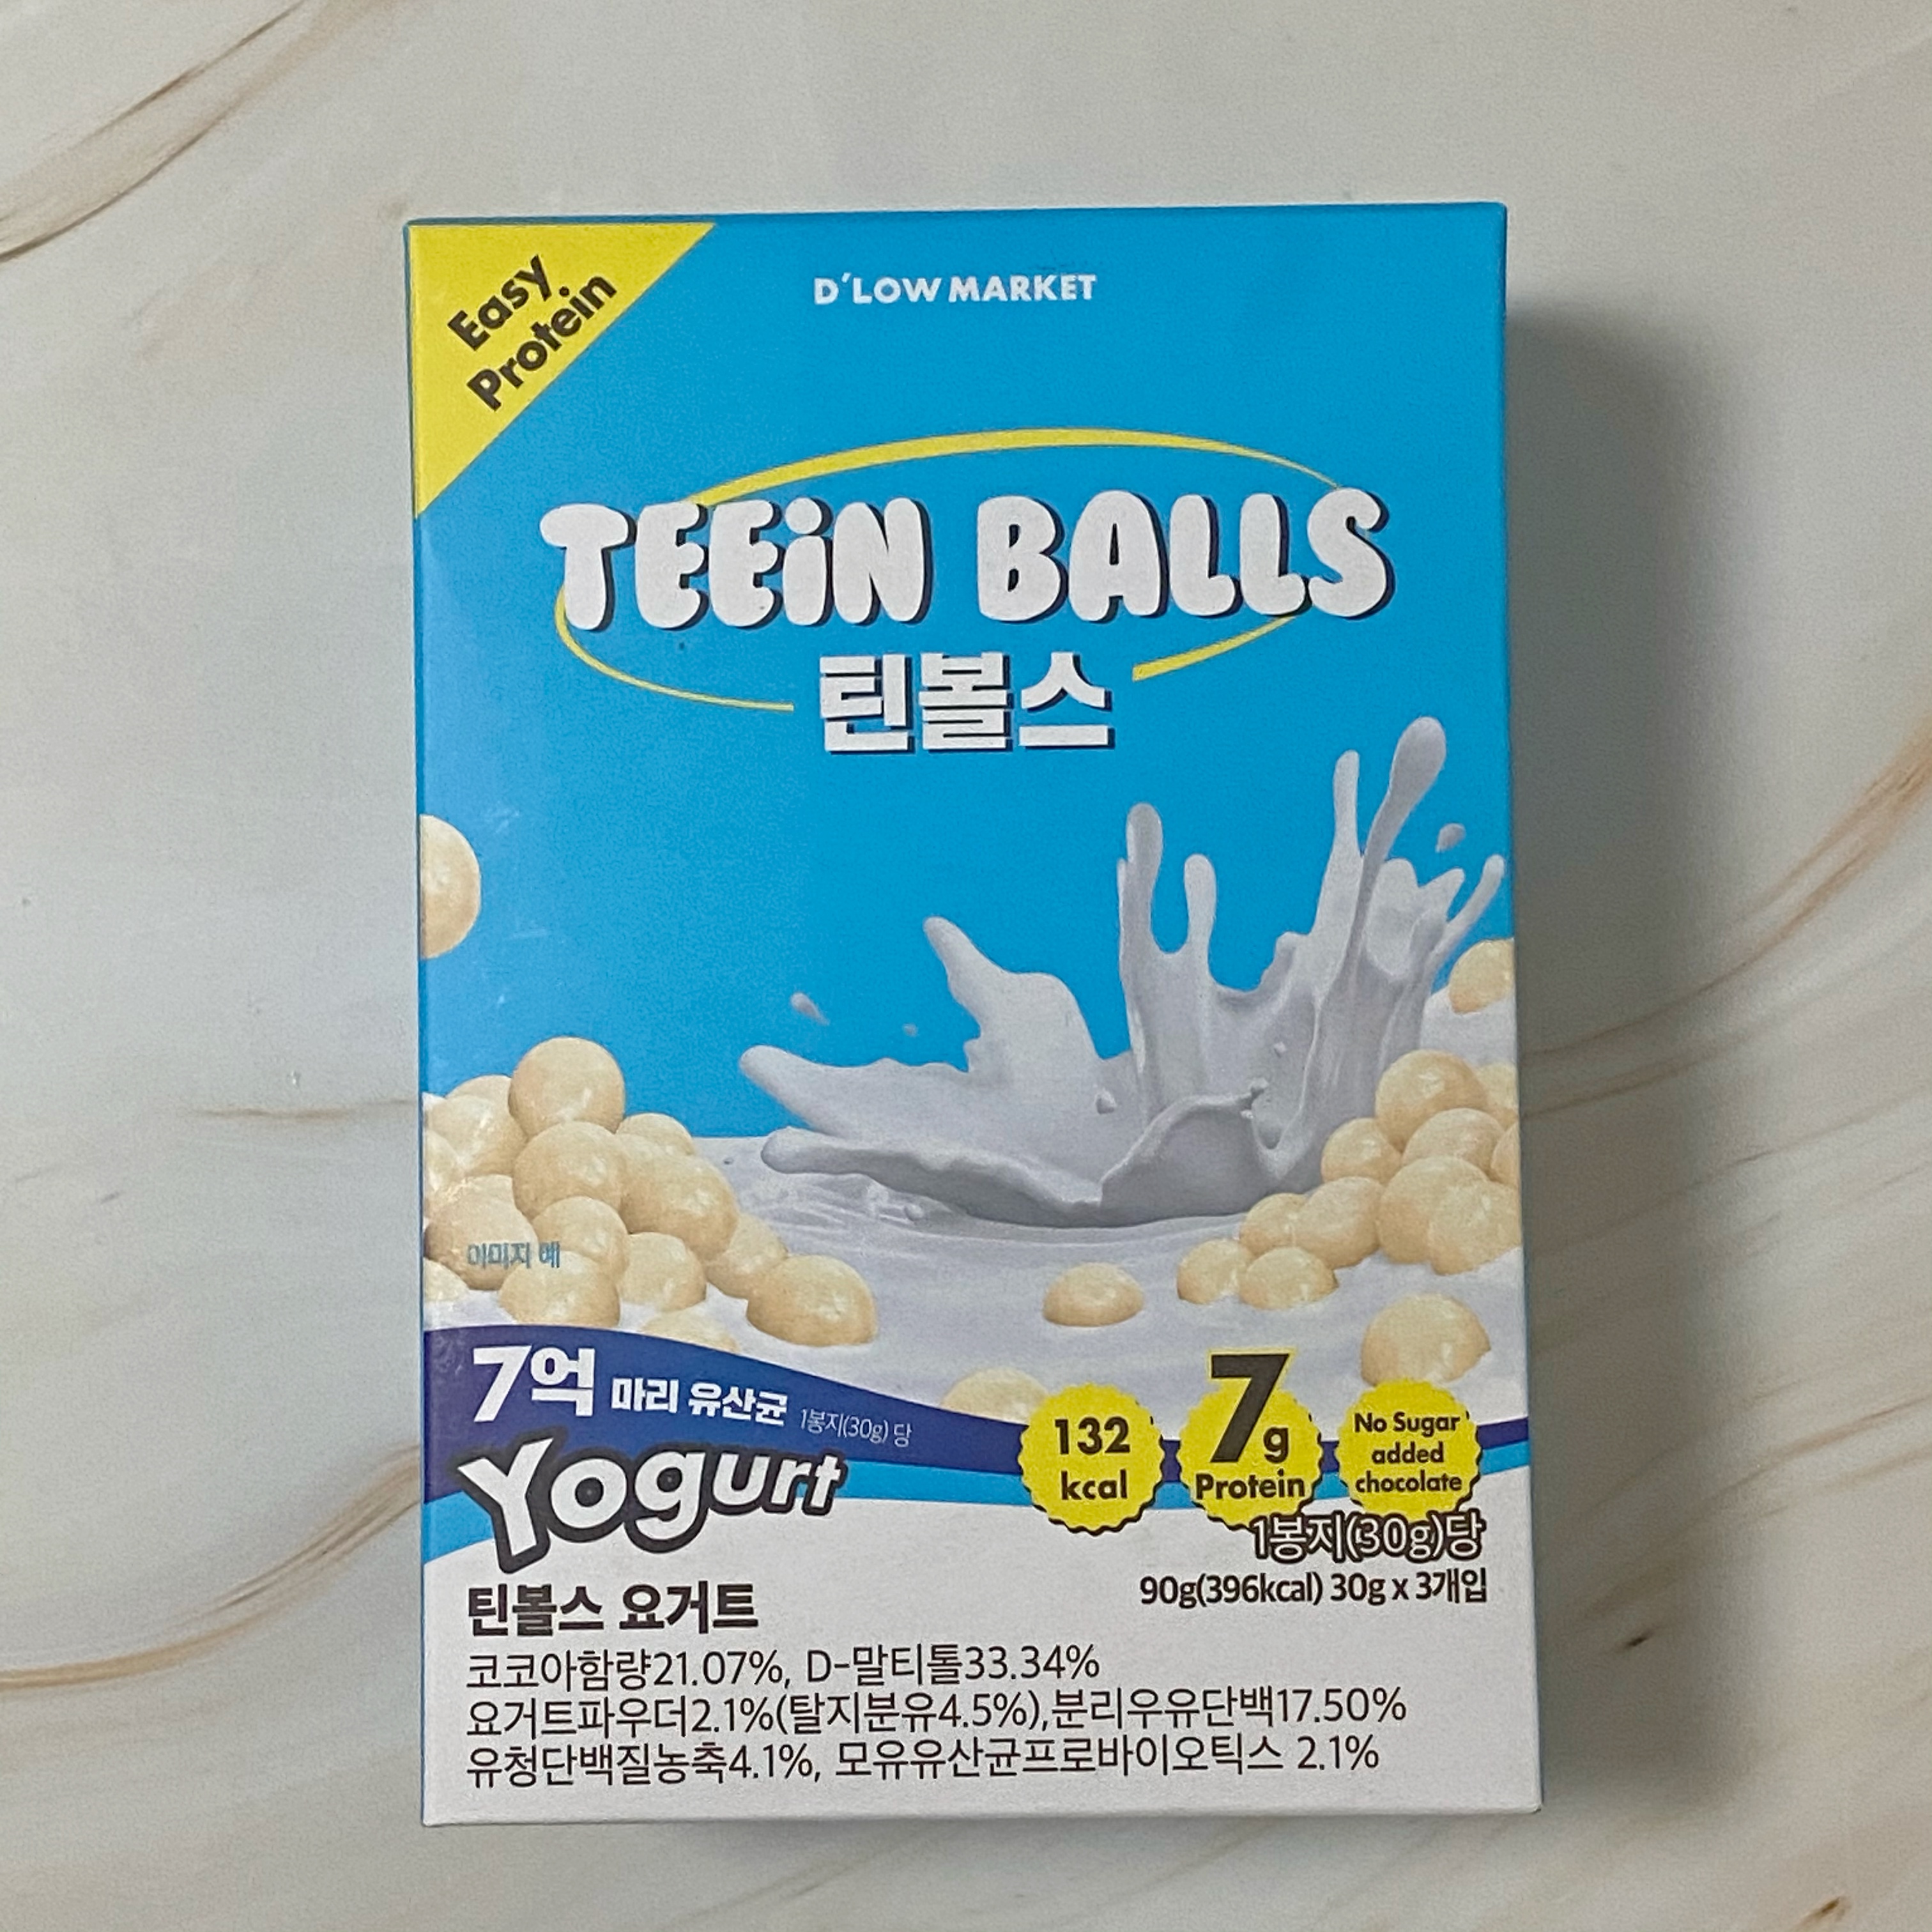 Easy.
Protein
D'LOW MARKET
TEEiN BALLS
틴볼스
이미지 예
7억 마리 유산균 1봉지(30g) 당
Yogurt
132
kcal
7g
Protein
No Sugar
added
chocolate
1봉지(30g)당
90g(396kcal) 30g x 3개입
틴볼스 요거트
코코아함량21.07%, D-말티톨33.34%
요거트파우더2.1%(탈지분유4.5%),분리우유단백17.50%
유청단백질농축4.1%, 모유유산균프로바이오틱스 2.1%